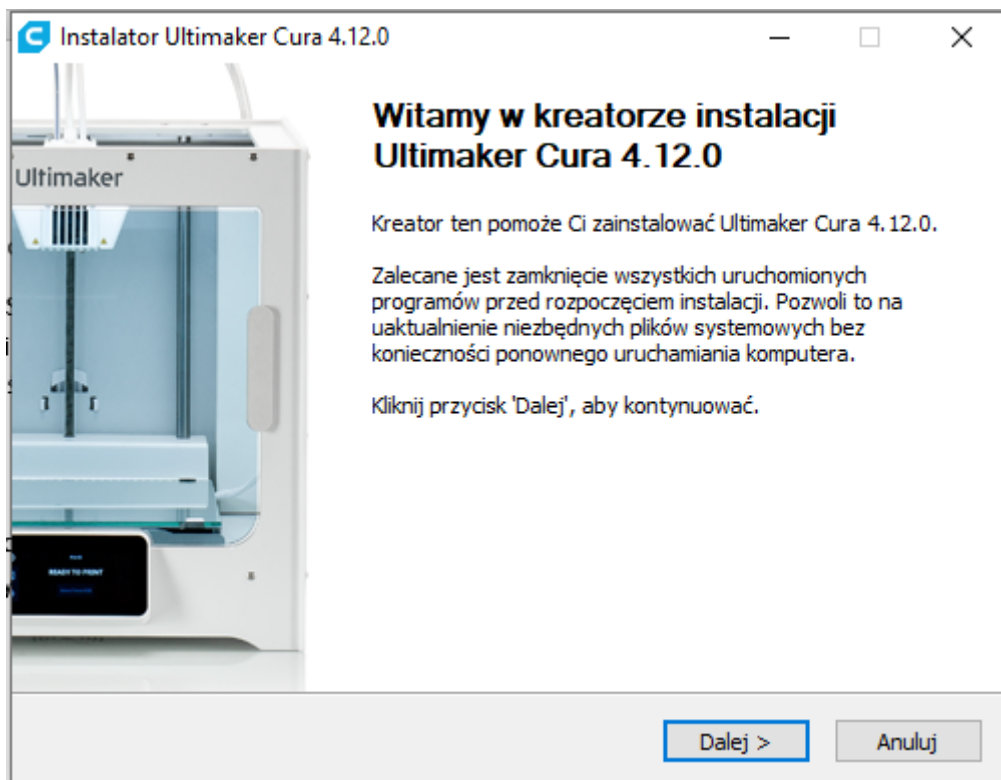 Instalator Ultimaker Cura 4.12.0
Witamy w kreatorze instalacji
Ultimaker Cura 4.12.0
Ultimaker
Kreator ten pomoże Ci zainstalować Ultimaker Cura 4.12.0.
Zalecane jest zamknięcie wszystkich uruchomionych
programów przed rozpoczęciem instalacji. Pozwoli to na
uaktualnienie niezbędnych plików systemowych bez
konieczności ponownego uruchamiania komputera.
Kliknij przycisk 'Dalej', aby kontynuować.
READY TO PRINT
Dalej >
Anuluj